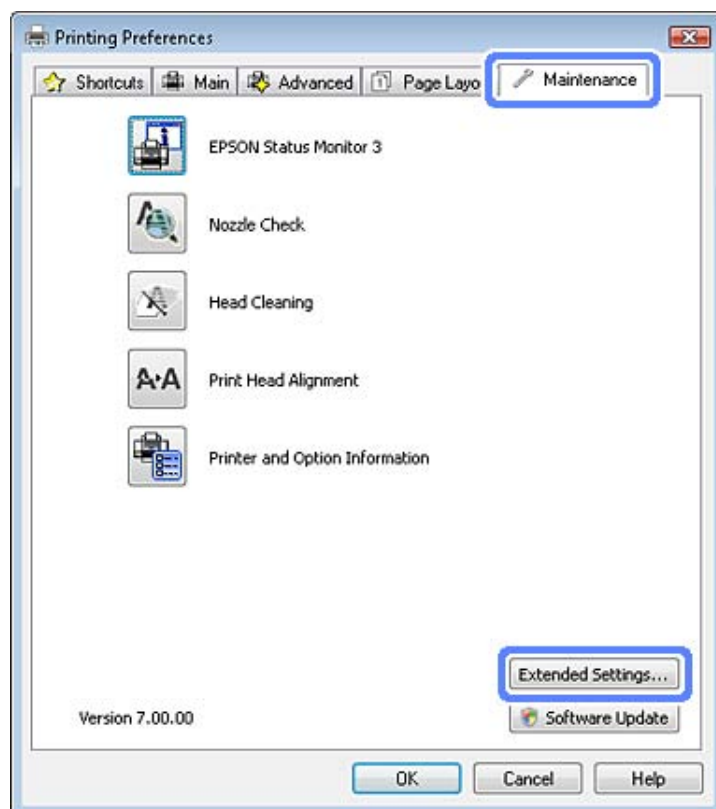 Printing Preferences
Shortcuts Main Advanced Page Layo Maintenance
EPSON Status Monitor 3
Nozzle Check
Head Cleaning
A A
Print Head Alignment
Printer and Option Information
Extended Settings...
Version 7.00.00
Software Update
OK Cancel Help